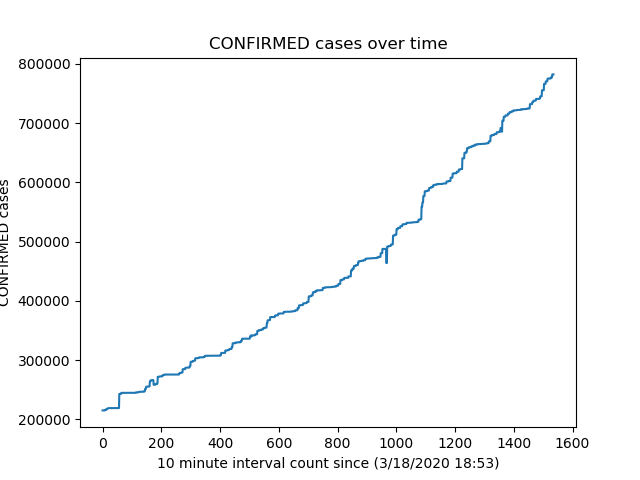 CONFIRMED cases over time
800000
700000
600000
500000
400000
300000
200000
CONFIRMED cases
0 200 400 600 800 1000 1200 1400 1600
10 minute interval count since (3/18/2020 18:53)